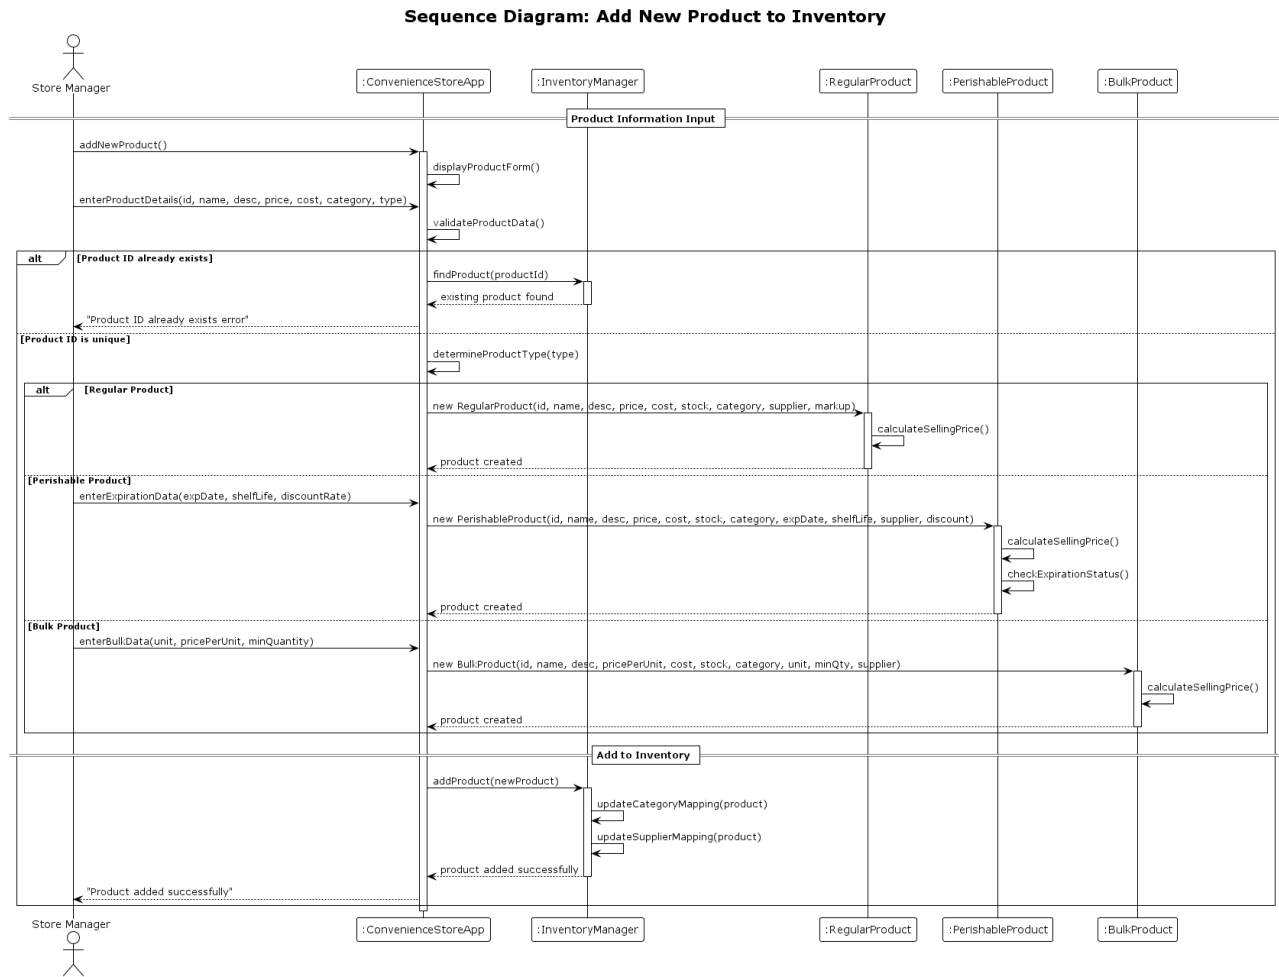 Sequence Diagram: Add New Product to Inventory
Store Manager
:ConvenienceStoreApp
:InventoryManager
:RegularProduct
:PerishableProduct
:BulkProduct
Product Information Input
addNewProduct()
displayProductForm()
enterProductDetails(id, name, desc, price, cost, category, type)
validateProductData()
alt
[Product ID already exists]
findProduct(productId)
existing product found
"Product ID already exists error"
[Product ID is unique]
determineProductType(type)
alt
[Regular Product]
new RegularProduct(id, name, desc, price, cost, stock, category, supplier, markup)
calculateSellingPrice()
product created
[Perishable Product]
enterExpirationData(expDate, shelfLife, discountRate)
new PerishableProduct(id, name, desc, price, cost, stock, category, expDate, shelfLife, supplier, discount)
calculateSellingPrice()
checkExpirationStatus()
product created
[Bulk Product]
enterBulkData(unit, pricePerUnit, minQuantity)
new BulkProduct(id, name, desc, pricePerUnit, cost, stock, category, unit, minQty, supplier)
calculateSellingPrice()
product created
Add to Inventory
addProduct(newProduct)
updateCategoryMapping(product)
updateSupplierMapping(product)
product added successfully
"Product added successfully"
Store Manager
:ConvenienceStoreApp
:InventoryManager
:RegularProduct
:PerishableProduct
:BulkProduct